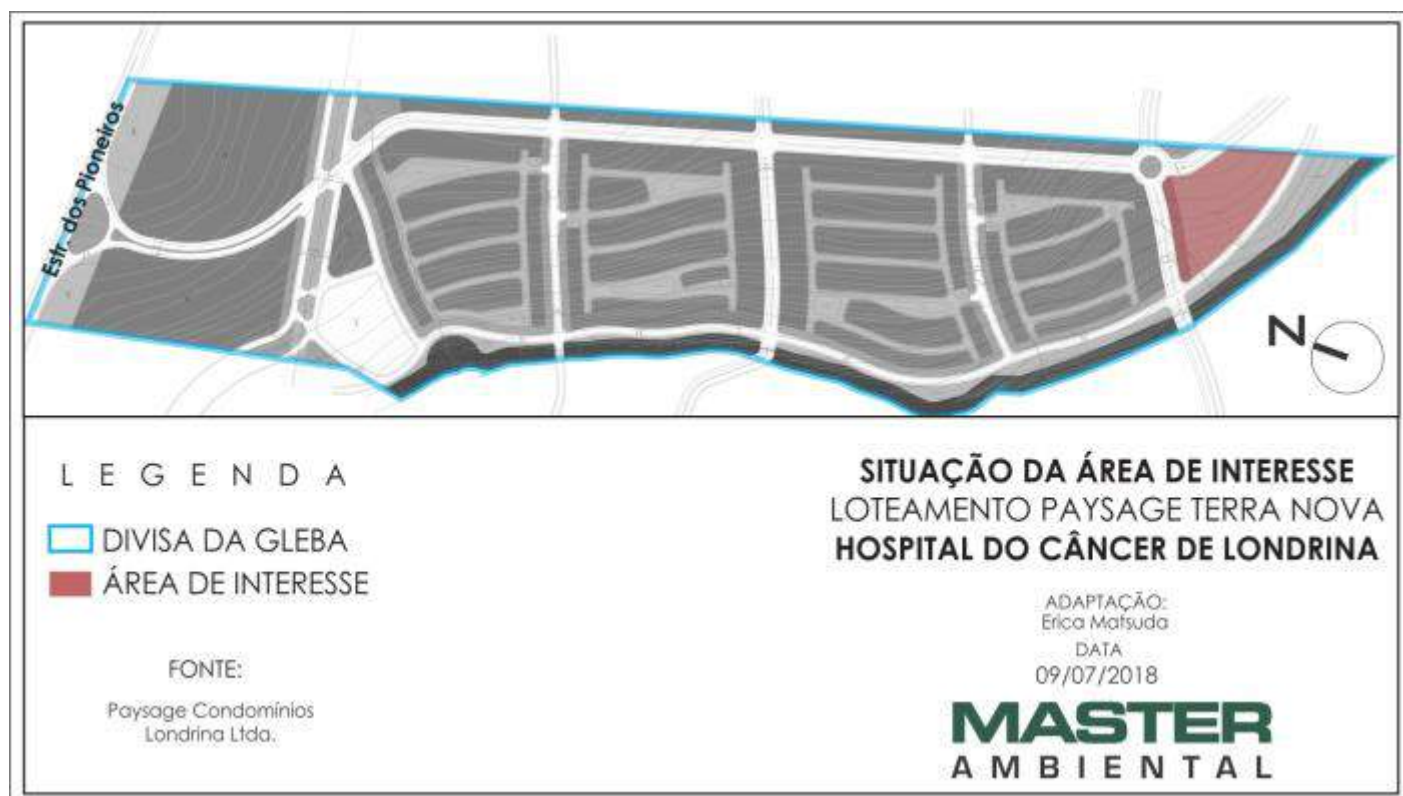 Estr. dos Pioneiros
N
L E G E N D A
DIVISA DA GLEBA
ÁREA DE INTERESSE
FONTE:
Paysage Condomínios
Londrina Ltda.
SITUAÇÃO DA ÁREA DE INTERESSE
LOTEAMENTO PAYSAGE TERRA NOVA
HOSPITAL DO CÂNCER DE LONDRINA
ADAPTAÇÃO:
Erica Matsuda
DATA
09/07/2018
MASTER
AMBIENTAL